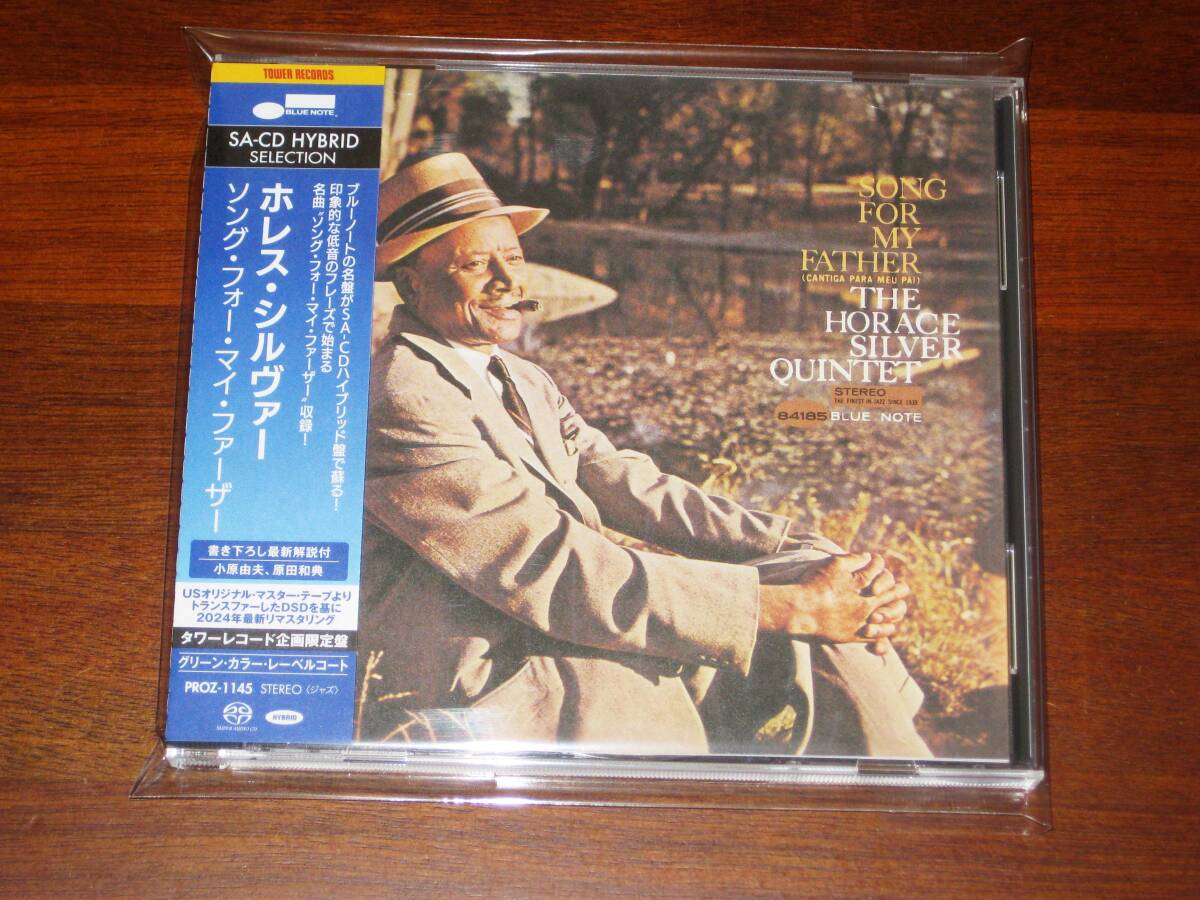 TOWER RECORDS
BLUE NOTE
SA-CD HYBRID
SELECTION
ブルーノートの名盤がSA-CDハイブリッド盤で蘇る!
印象的な低音のフレーズで始まる
名曲“ソング・フォー・マイ・ファーザー”収録!
ホレス・シルヴァー
ソング・フォー・マイ・ファーザー
書き下ろし最新解説付
小原由夫、原田和典
USオリジナル・マスター・テープより
トランスファーしたDSDを基に
2024年最新リマスタリング
タワーレコード企画限定盤
グリーン・カラー・レーベルコート
PROZ-1145 STEREO〈ジャズ〉
SUPER AUDIO CD
HYBRID
SONG
FOR
MY
FATHER
(CANTIGA PARA MEU PAI)
THE
HORACE
SILVER
QUINTET
STEREO
THE FINEST IN JAZZ SINCE 1939
84185 BLUE NOTE